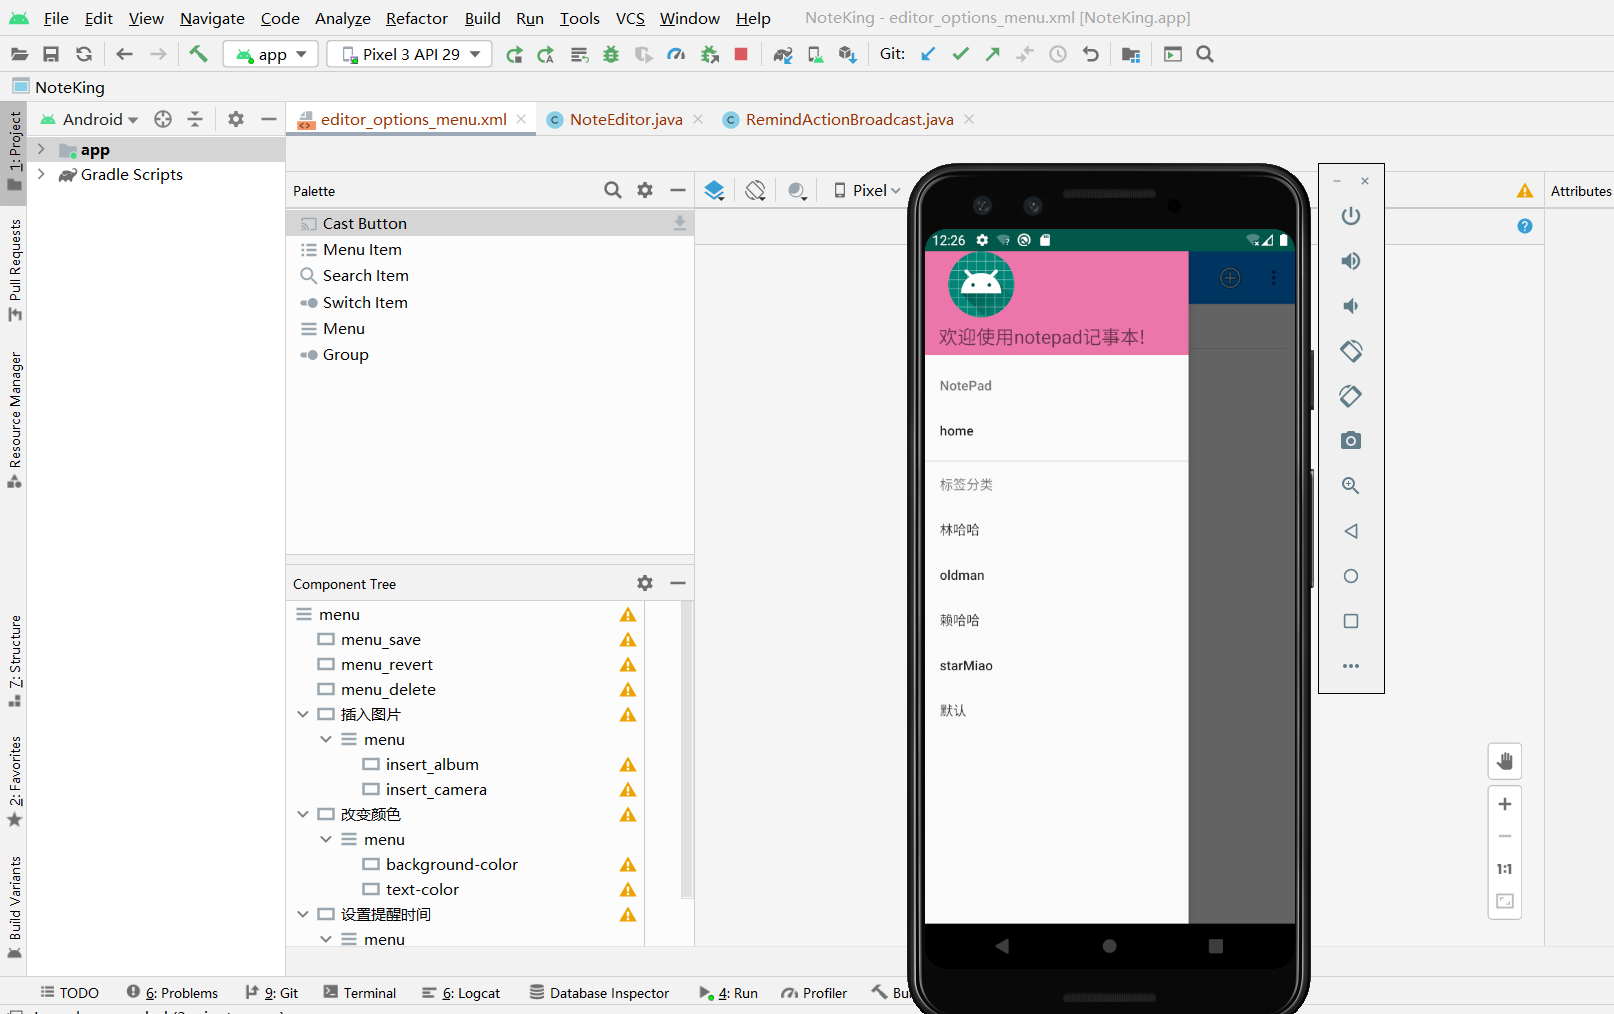 File Edit View Navigate Code Analyze Refactor Build Run Tools VCS Window Help NoteKing - editor_options_menu.xml [NoteKing.app]
app Pixel 3 API 29 Git:
NoteKing
Android editor_options_menu.xml NoteEditor.java RemindActionBroadcast.java
1: Project
Pull Requests
Resource Manager
7: Structure
2: Favorites
Build Variants
app
Gradle Scripts
Palette
Pixel
Attributes
Cast Button
Menu Item
Search Item
Switch Item
Menu
Group
Component Tree
menu
menu_save
menu_revert
menu_delete
插入图片
menu
insert_album
insert_camera
改变颜色
menu
background-color
text-color
设置提醒时间
menu
12:26
欢迎使用notepad记事本!
NotePad
home
标签分类
林哈哈
oldman
赖哈哈
starMiao
默认
1:1
TODO 6: Problems 9: Git Terminal 6: Logcat Database Inspector 4: Run Profiler